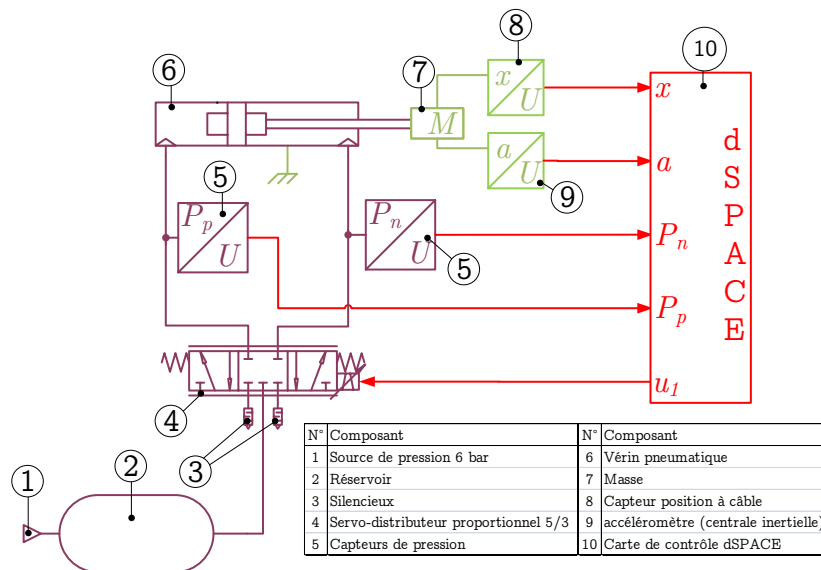 8
10
6
7
x
U
M
x
a
U
a
9
d
S
P
A
C
E
5
P_p
U
P_n
U
5
P_n
P_p
u_1
4
3
2
1
N° Composant N° Composant
1 Source de pression 6 bar 6 Vérin pneumatique
2 Réservoir 7 Masse
3 Silencieux 8 Capteur position à câble
4 Servo-distributeur proportionnel 5/3 9 accéléromètre (centrale inertielle)
5 Capteurs de pression 10 Carte de contrôle dSPACE